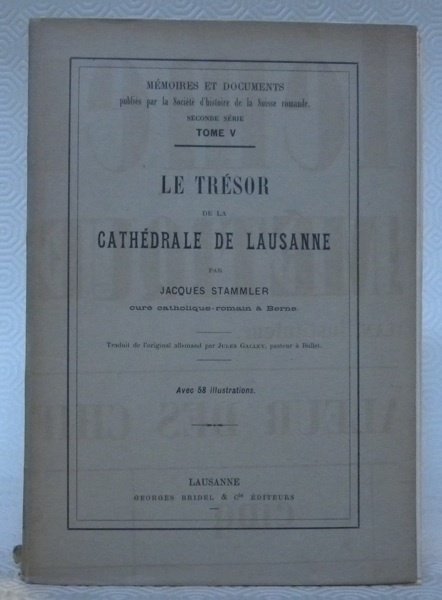 MÉMOIRES ET DOCUMENTS
publiés par la Société d'histoire de la Suisse romande.
SECONDE SÉRIE
TOME V
LE TRÉSOR
DE LA
CATHÉDRALE DE LAUSANNE
PAR
JACQUES STAMMLER
curé catholique-romain à Berne.
Traduit de l'original allemand par JULES GALLEY, pasteur à Bullet.
Avec 58 illustrations.
LAUSANNE
GEORGES BRIDEL & Cie ÉDITEURS